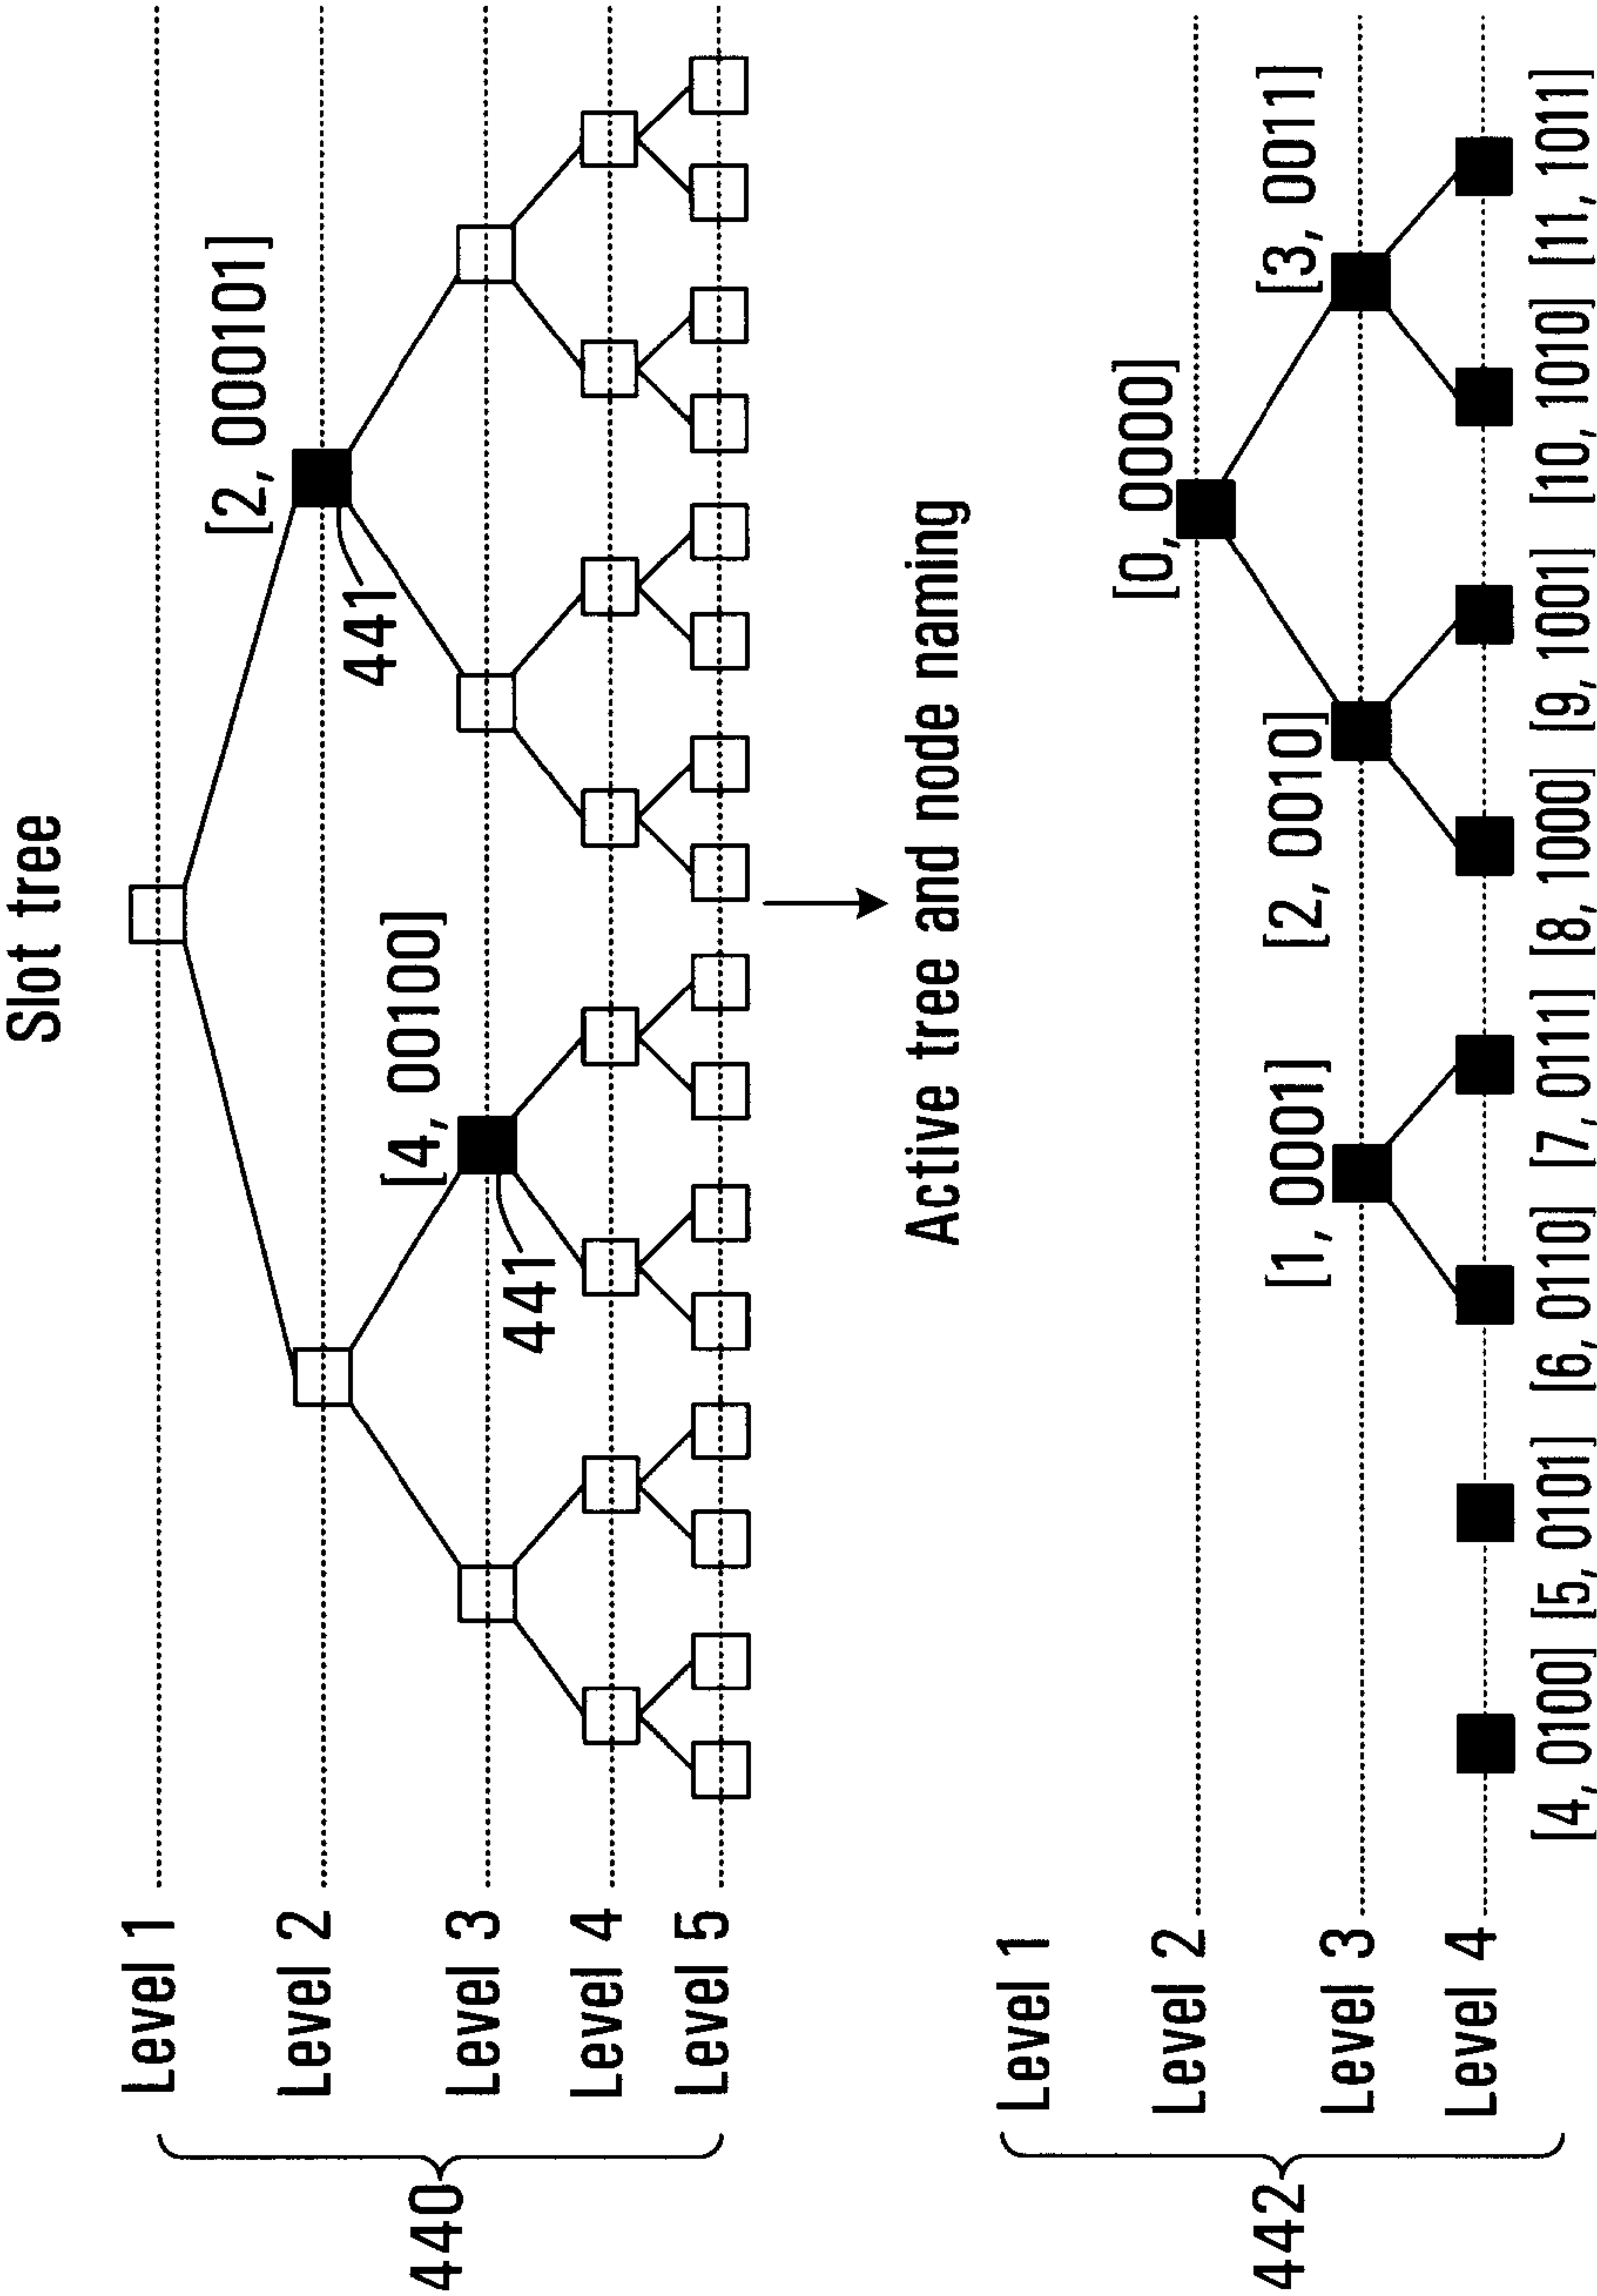 Slot tree
Level 1
[2, 000101]
Level 2
441
[4, 00100]
440
Level 3
441
Level 4
Level 5
Active tree and node naming
Level 1
[0, 0000]
Level 2
[1, 0001] [2, 0010] [3, 0011]
442
Level 3
Level 4
[4, 0100] [5, 0101] [6, 0110] [7, 0111] [8, 1000] [9, 1001] [10, 1010] [11, 1011]